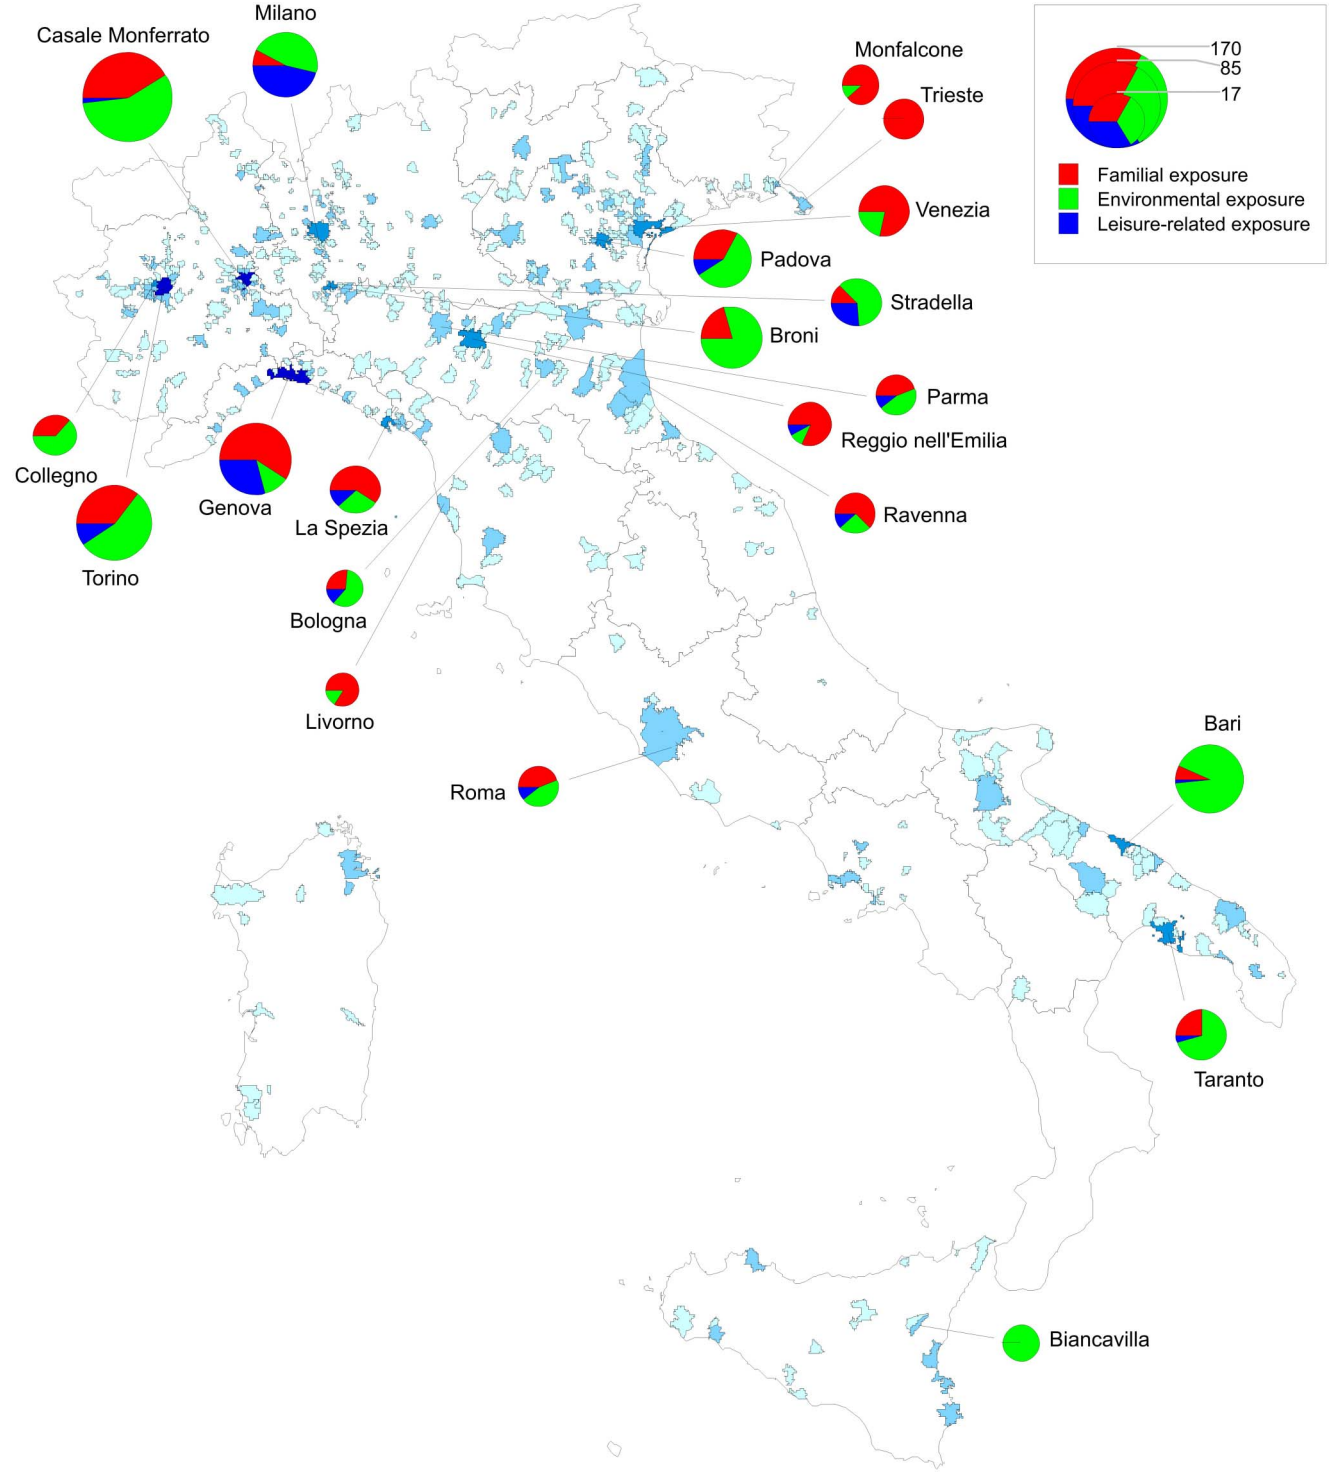 Milano
Casale Monferrato
Monfalcone
Trieste
170
85
17
Familial exposure
Environmental exposure
Leisure-related exposure
Venezia
Padova
Stradella
Broni
Parma
Reggio nell'Emilia
Ravenna
Collegno
Genova
La Spezia
Torino
Bologna
Livorno
Roma
Bari
Taranto
Biancavilla